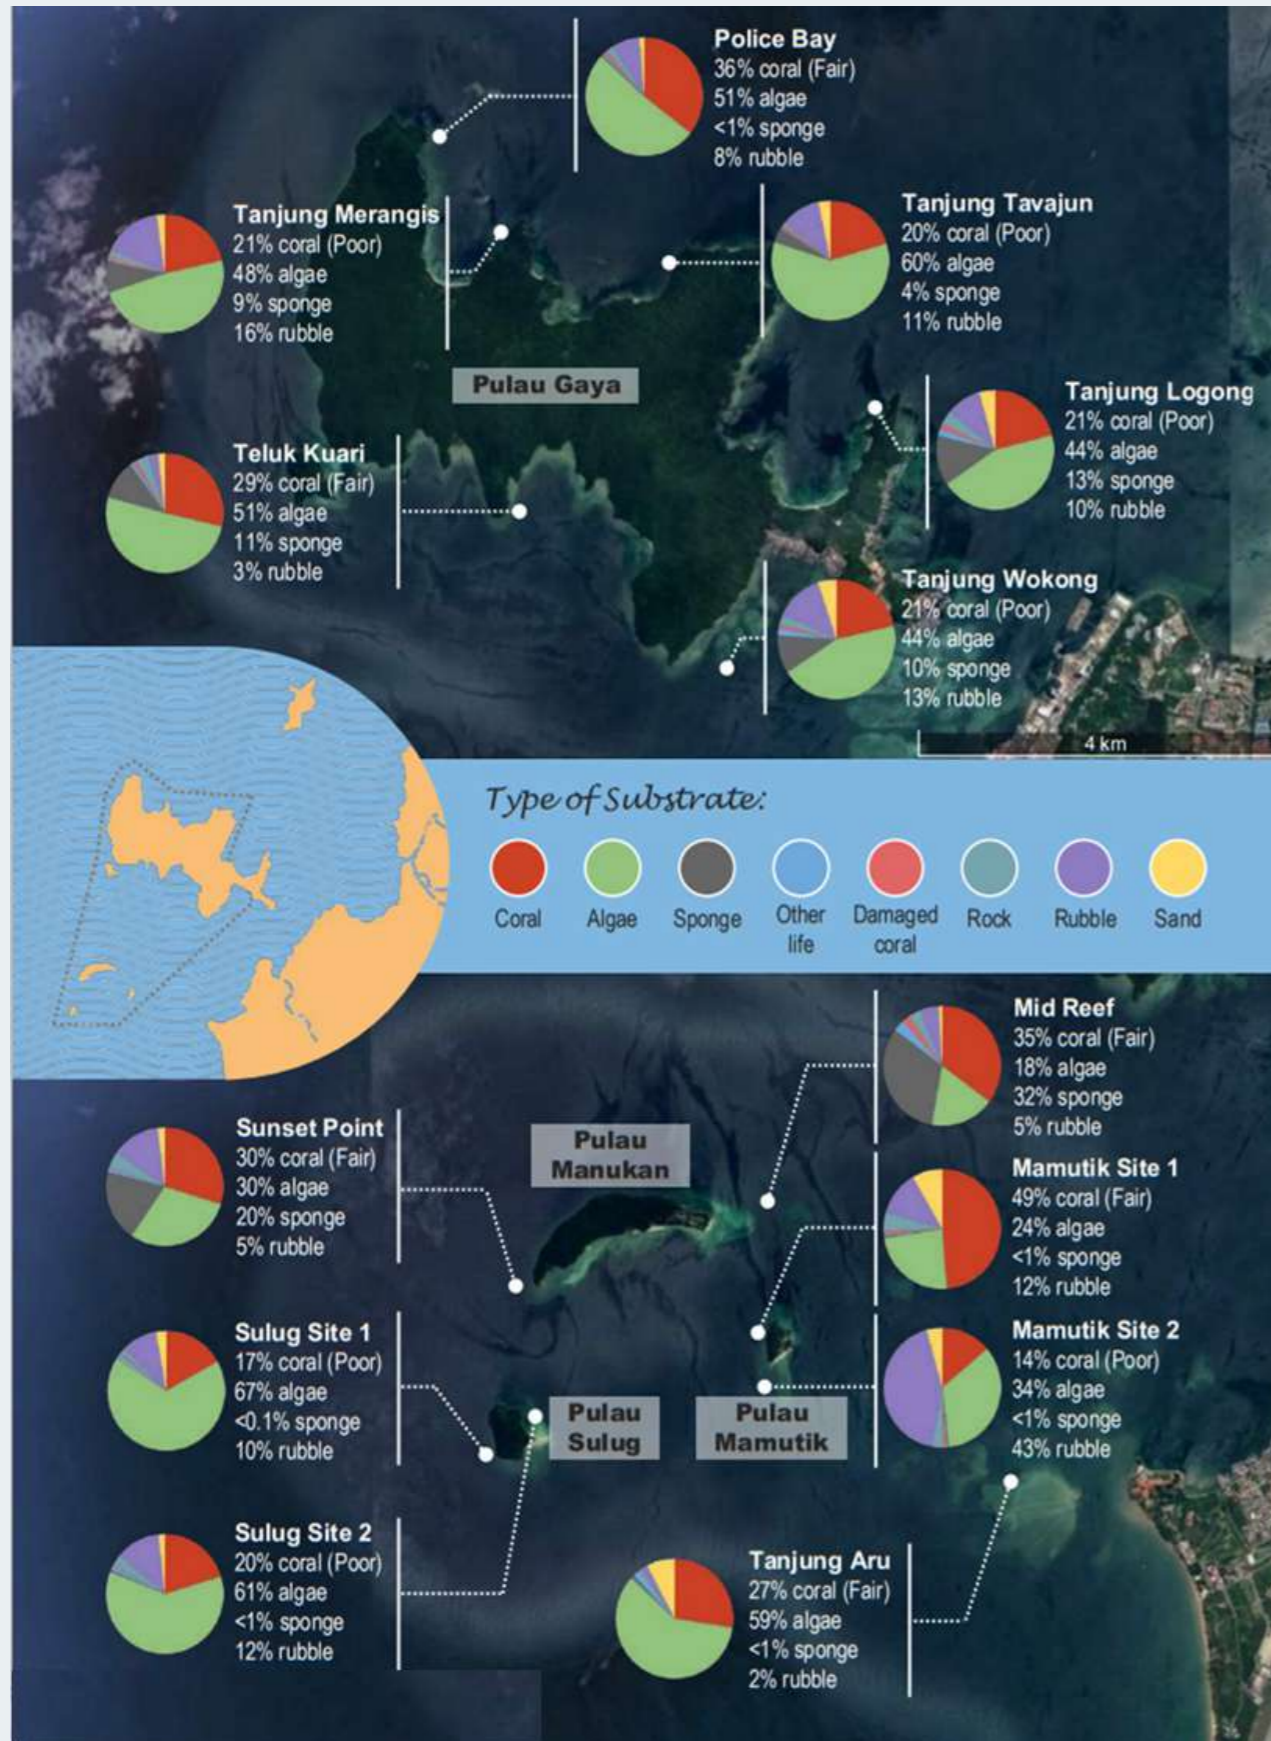 Police Bay
36% coral (Fair)
51% algae
<1% sponge
8% rubble
Tanjung Merangis
21% coral (Poor)
48% algae
9% sponge
16% rubble
Tanjung Tavajun
20% coral (Poor)
60% algae
4% sponge
11% rubble
Pulau Gaya
Tanjung Logong
21% coral (Poor)
44% algae
13% sponge
10% rubble
Teluk Kuari
29% coral (Fair)
51% algae
11% sponge
3% rubble
Tanjung Wokong
21% coral (Poor)
44% algae
10% sponge
13% rubble
4 km
Type of Substrate:
Coral
Algae
Sponge
Other
life
Damaged
coral
Rock
Rubble
Sand
Mid Reef
35% coral (Fair)
18% algae
32% sponge
5% rubble
Sunset Point
30% coral (Fair)
30% algae
20% sponge
5% rubble
Pulau
Manukan
Mamutik Site 1
49% coral (Fair)
24% algae
<1% sponge
12% rubble
Sulug Site 1
17% coral (Poor)
67% algae
<0.1% sponge
10% rubble
Mamutik Site 2
14% coral (Poor)
34% algae
<1% sponge
43% rubble
Pulau
Sulug
Pulau
Mamutik
Sulug Site 2
20% coral (Poor)
61% algae
<1% sponge
12% rubble
Tanjung Aru
27% coral (Fair)
59% algae
<1% sponge
2% rubble